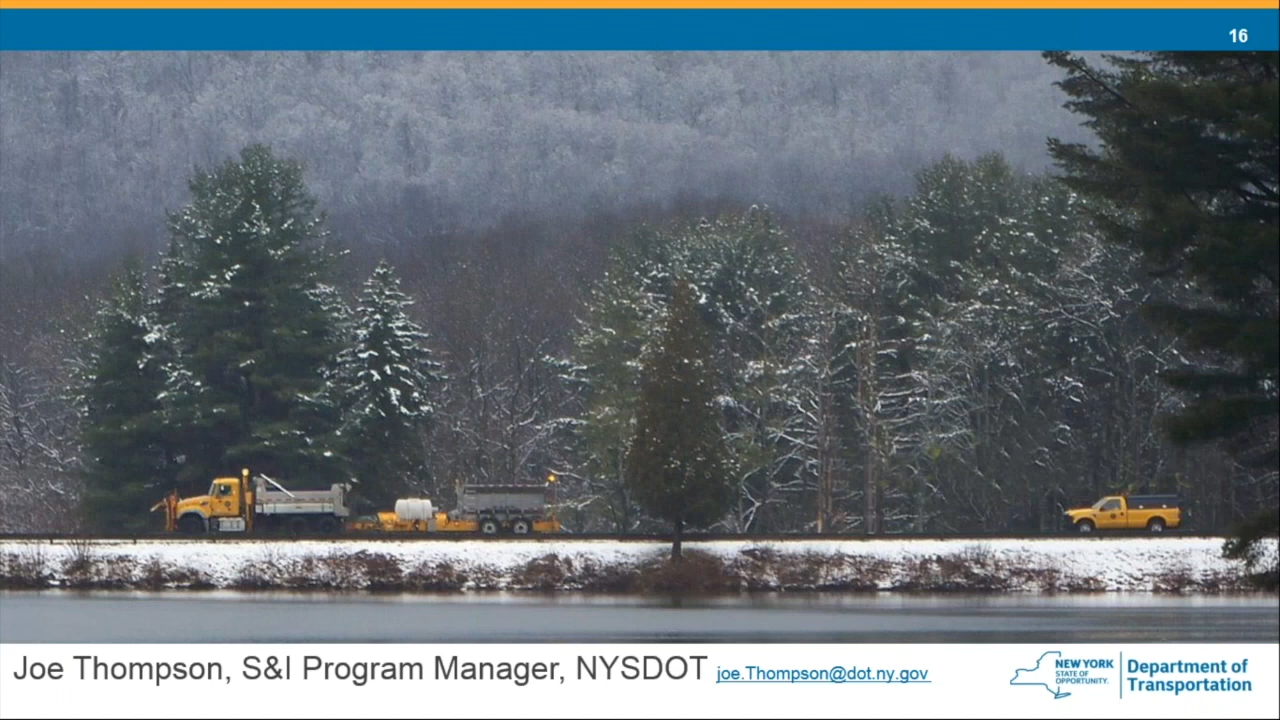 16
Joe Thompson, S&I Program Manager, NYSDOT joe.Thompson@dot.ny.gov
NEW YORK
STATE OF
OPPORTUNITY.
Department of
Transportation